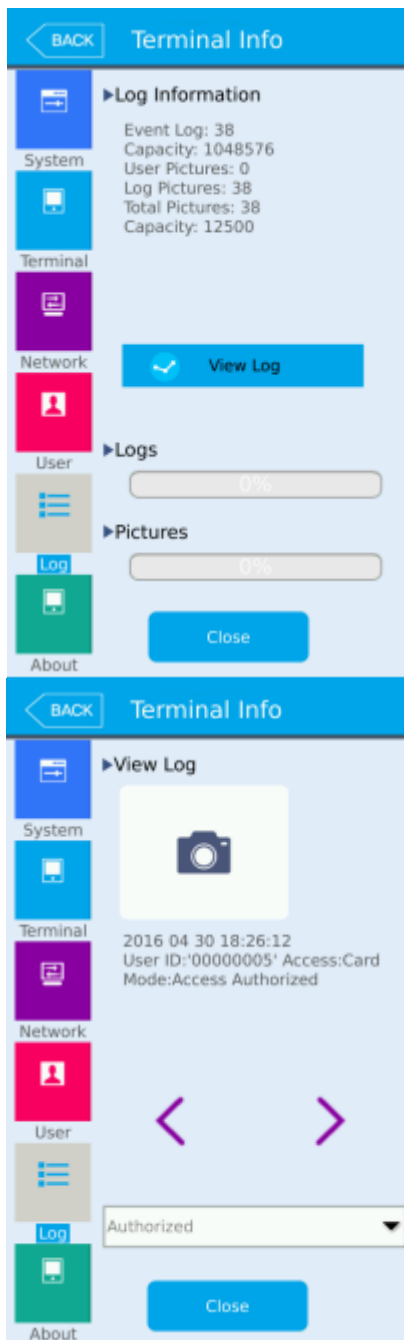 BACK
Terminal Info
System
Terminal
Network
User
Log
About
▶Log Information
Event Log: 38
Capacity: 1048576
User Pictures: 0
Log Pictures: 38
Total Pictures: 38
Capacity: 12500
View Log
▶Logs
0%
▶Pictures
0%
Close
BACK
Terminal Info
System
Terminal
Network
User
Log
About
▶View Log
2016 04 30 18:26:12
User ID:'00000005' Access:Card
Mode:Access Authorized
Authorized
Close